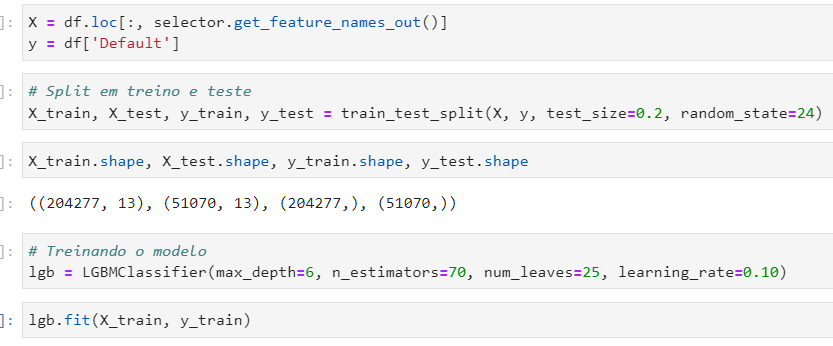 ]: X = df.loc[:, selector.get_feature_names_out()]
y = df['Default']
]: # Split em treino e teste
X_train, X_test, y_train, y_test = train_test_split(X, y, test_size=0.2, random_state=24)
]: X_train.shape, X_test.shape, y_train.shape, y_test.shape
]: ((204277, 13), (51070, 13), (204277,), (51070,))
]: # Treinando o modelo
lgb = LGBMClassifier(max_depth=6, n_estimators=70, num_leaves=25, learning_rate=0.10)
]: lgb.fit(X_train, y_train)